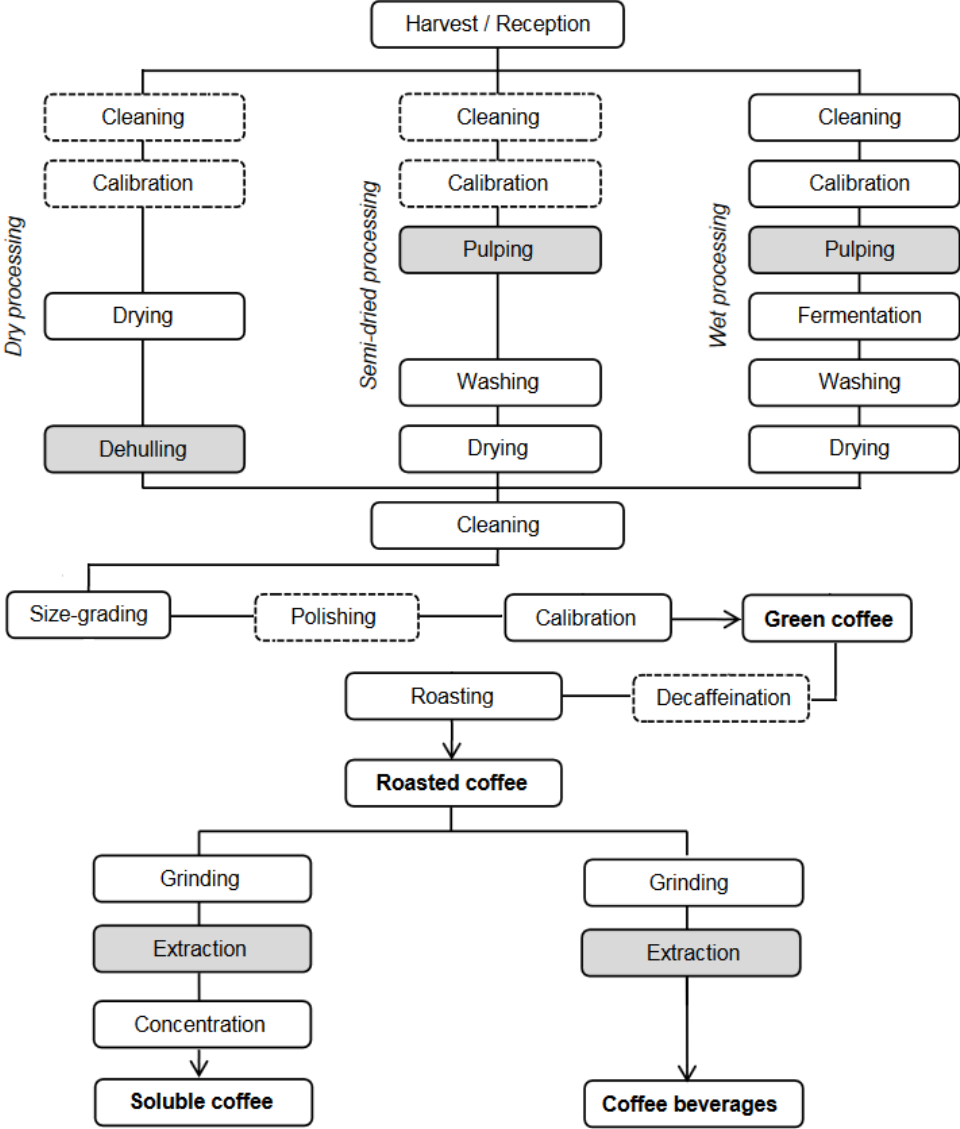 Harvest / Reception
Dry processing
Cleaning
Calibration
Drying
Dehulling
Semi-dried processing
Cleaning
Calibration
Pulping
Washing
Drying
Wet processing
Cleaning
Calibration
Pulping
Fermentation
Washing
Drying
Cleaning
Size-grading
Polishing
Calibration
Green coffee
Decaffeination
Roasting
Roasted coffee
Grinding
Extraction
Concentration
Soluble coffee
Grinding
Extraction
Coffee beverages